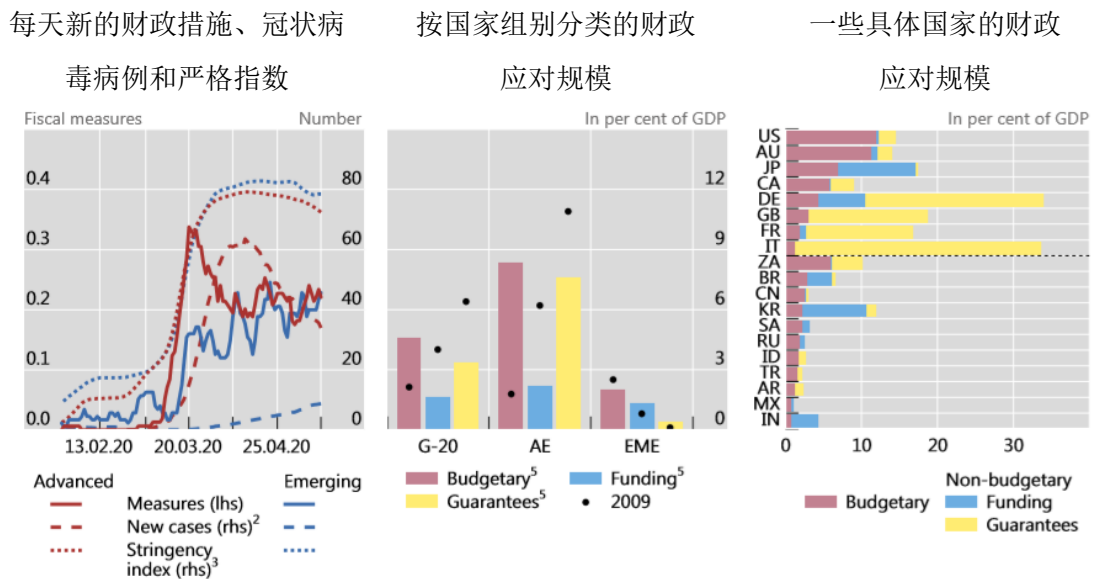 每天新的财政措施、冠状病
毒病例和严格指数
Fiscal measures Number
0.4 80
0.3 60
0.2 40
0.1 20
0.0 0
13.02.20 20.03.20 25.04.20
Advanced Emerging
Measures (lhs)
New cases (rhs)2
Stringency
index (rhs)3
按国家组别分类的财政
应对规模
In per cent of GDP
12
9
6
3
0
G-20 AE EME
Budgetary5 Funding5
Guarantees5 2009
一些具体国家的财政
应对规模
In per cent of GDP
US
AU
JP
CA
DE
GB
FR
IT
ZA
BR
CN
KR
SA
RU
ID
TR
AR
MX
IN
0 10 20 30
Non-budgetary
Budgetary Funding
Guarantees